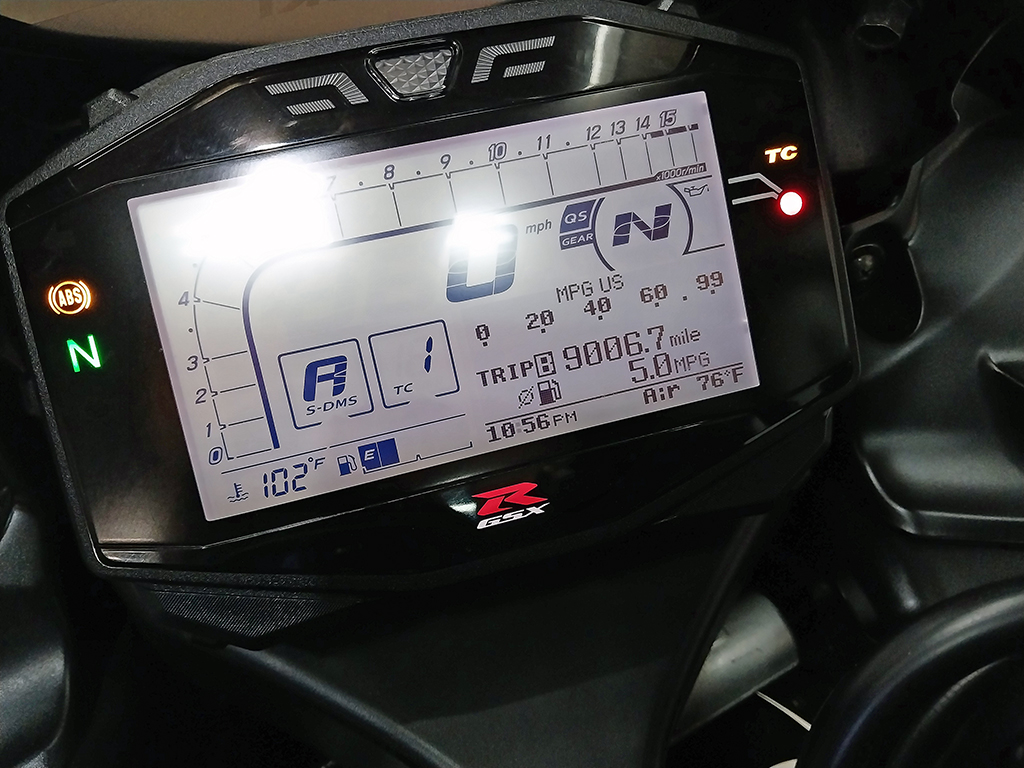 7 8 9 10 11 12 13 14 15
x1000r/min
TC
ABS
N
4
3
2
1
0
0 mph
QS
GEAR
N
MPG US
0 20 40 60 . 99
A
S-DMS
TC 1
TRIP B 9006.7 mile
5.0 MPG
10:56 PM
Air 76°F
102°F
E
R
GSX